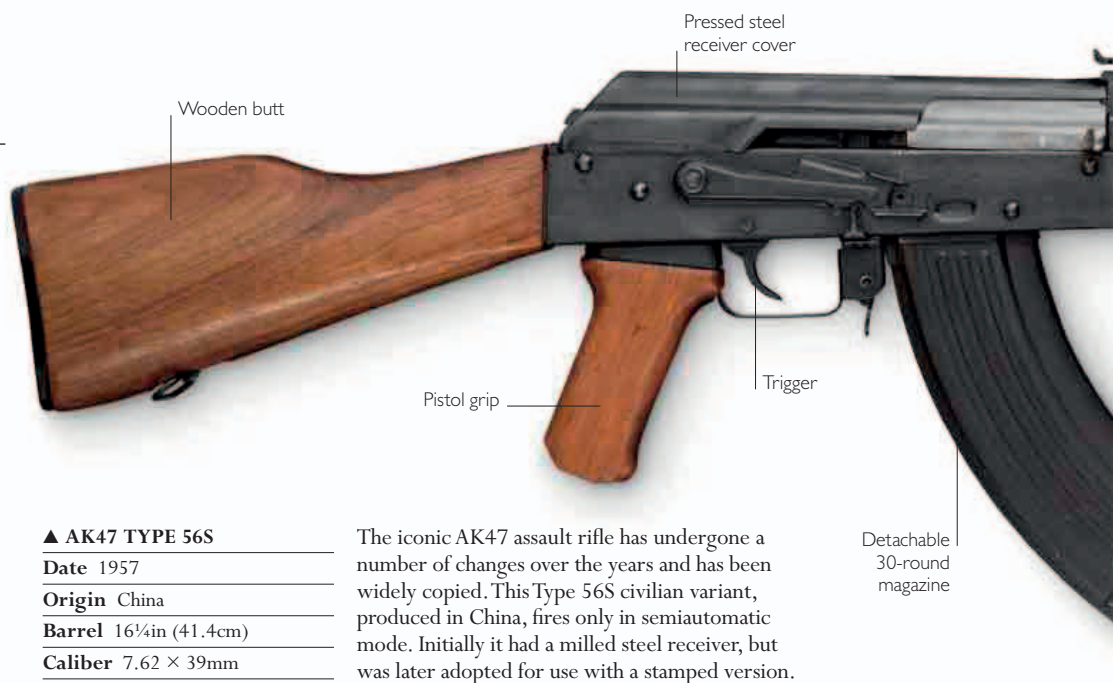 Pressed steel
receiver cover
Wooden butt
Pistol grip
Trigger
Detachable
30-round
magazine
▲ AK47 TYPE 56S
Date 1957
Origin China
Barrel 16¼in (41.4cm)
Caliber 7.62 × 39mm
The iconic AK47 assault rifle has undergone a
number of changes over the years and has been
widely copied. This Type 56S civilian variant,
produced in China, fires only in semiautomatic
mode. Initially it had a milled steel receiver, but
was later adopted for use with a stamped version.